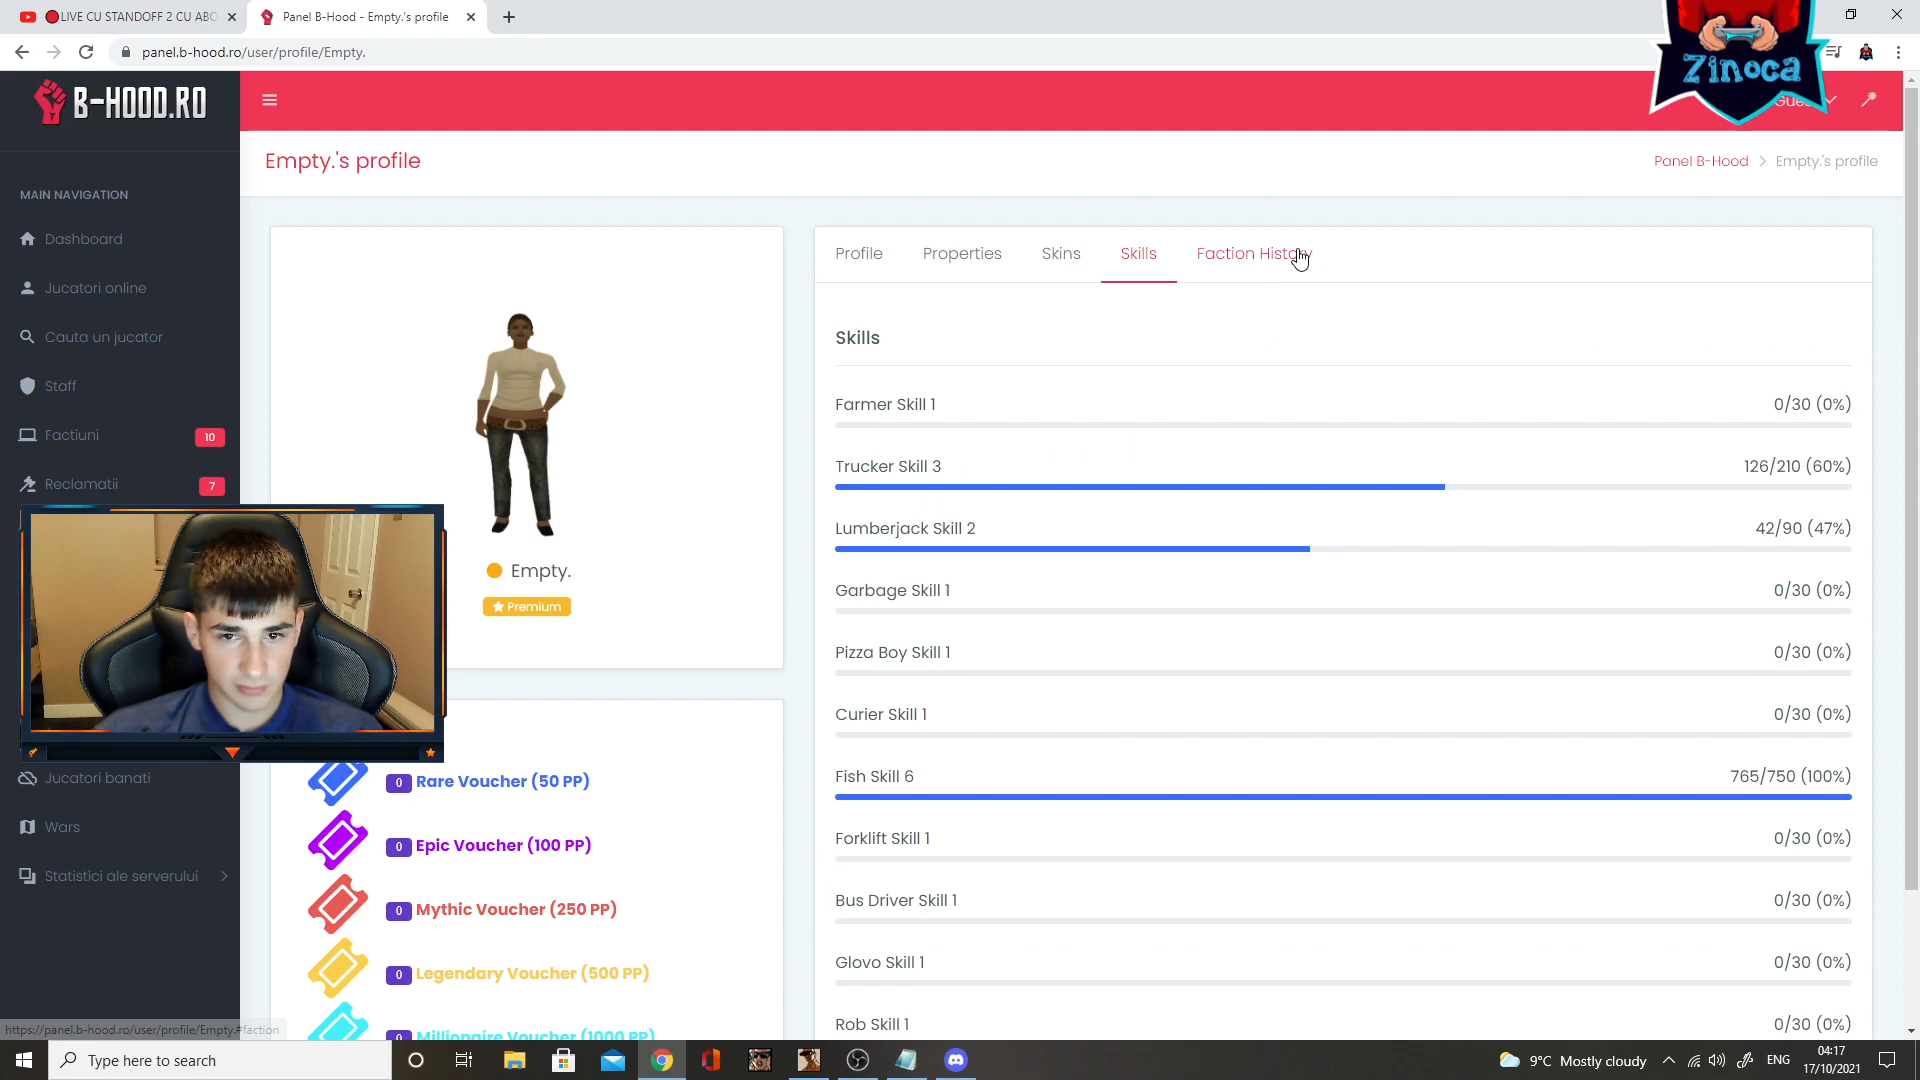 LIVE CU STANDOFF 2 CU ABO
Panel B-Hood - Empty.'s profile
panel.b-hood.ro/user/profile/Empty.
Zinoca
B-HOOD.RO
Empty.'s profile
Panel B-Hood > Empty.'s profile
MAIN NAVIGATION
Dashboard
Jucatori online
Cauta un jucator
Staff
Factiuni 10
Reclamatii 7
Jucatori banati
Wars
Statistici ale serverului
Empty.
Premium
0 Rare Voucher (50 PP)
0 Epic Voucher (100 PP)
0 Mythic Voucher (250 PP)
0 Legendary Voucher (500 PP)
0 Millionaire Voucher (1000 PP)
Profile Properties Skins Skills Faction History
Skills
Farmer Skill 1 0/30 (0%)
Trucker Skill 3 126/210 (60%)
Lumberjack Skill 2 42/90 (47%)
Garbage Skill 1 0/30 (0%)
Pizza Boy Skill 1 0/30 (0%)
Curier Skill 1 0/30 (0%)
Fish Skill 6 765/750 (100%)
Forklift Skill 1 0/30 (0%)
Bus Driver Skill 1 0/30 (0%)
Glovo Skill 1 0/30 (0%)
Rob Skill 1 0/30 (0%)
https://panel.b-hood.ro/user/profile/Empty.#faction
Type here to search
9°C Mostly cloudy
ENG
04:17
17/10/2021